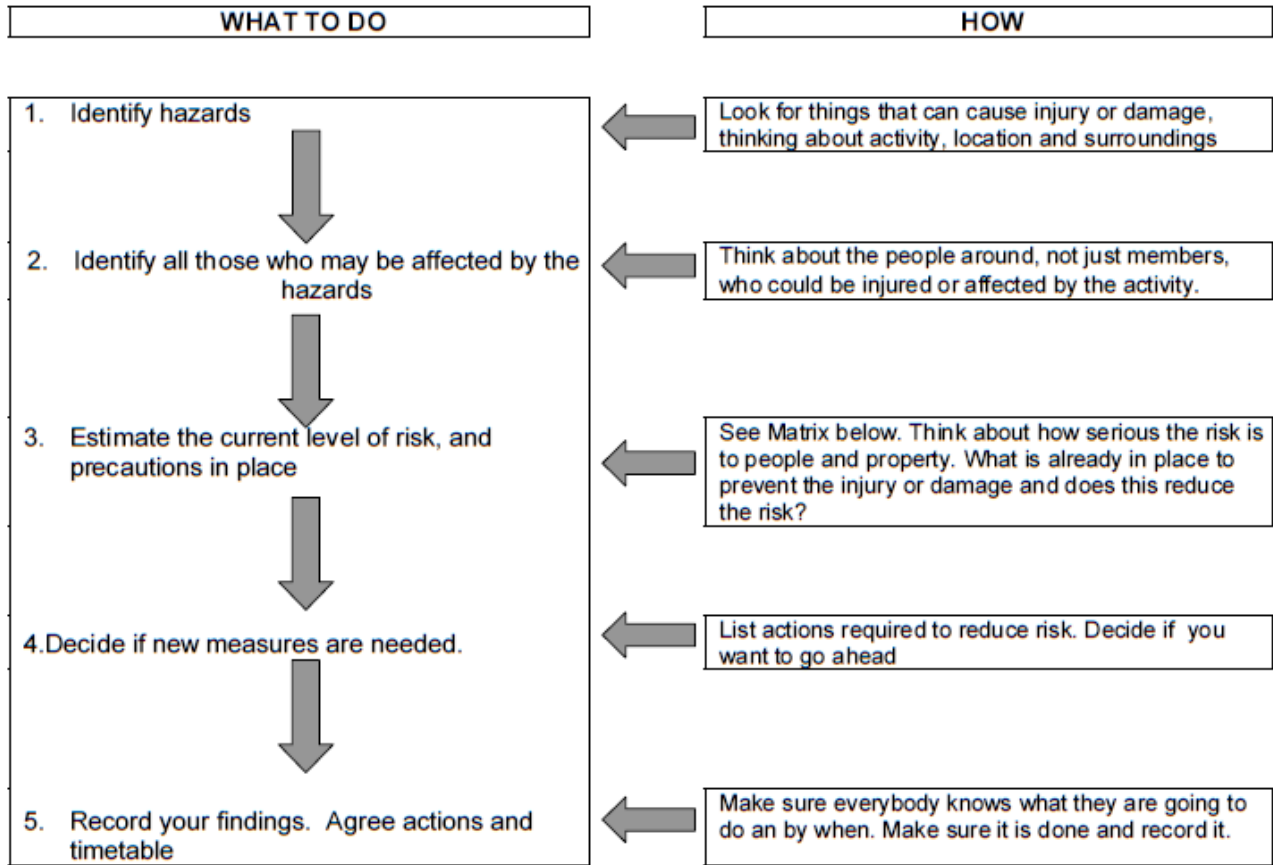 WHAT TO DO
HOW
1. Identify hazards
Look for things that can cause injury or damage,
thinking about activity, location and surroundings
2. Identify all those who may be affected by the
hazards
Think about the people around, not just members,
who could be injured or affected by the activity.
3. Estimate the current level of risk, and
precautions in place
See Matrix below. Think about how serious the risk is
to people and property. What is already in place to
prevent the injury or damage and does this reduce
the risk?
4.Decide if new measures are needed.
List actions required to reduce risk. Decide if you
want to go ahead
5. Record your findings. Agree actions and
timetable
Make sure everybody knows what they are going to
do an by when. Make sure it is done and record it.